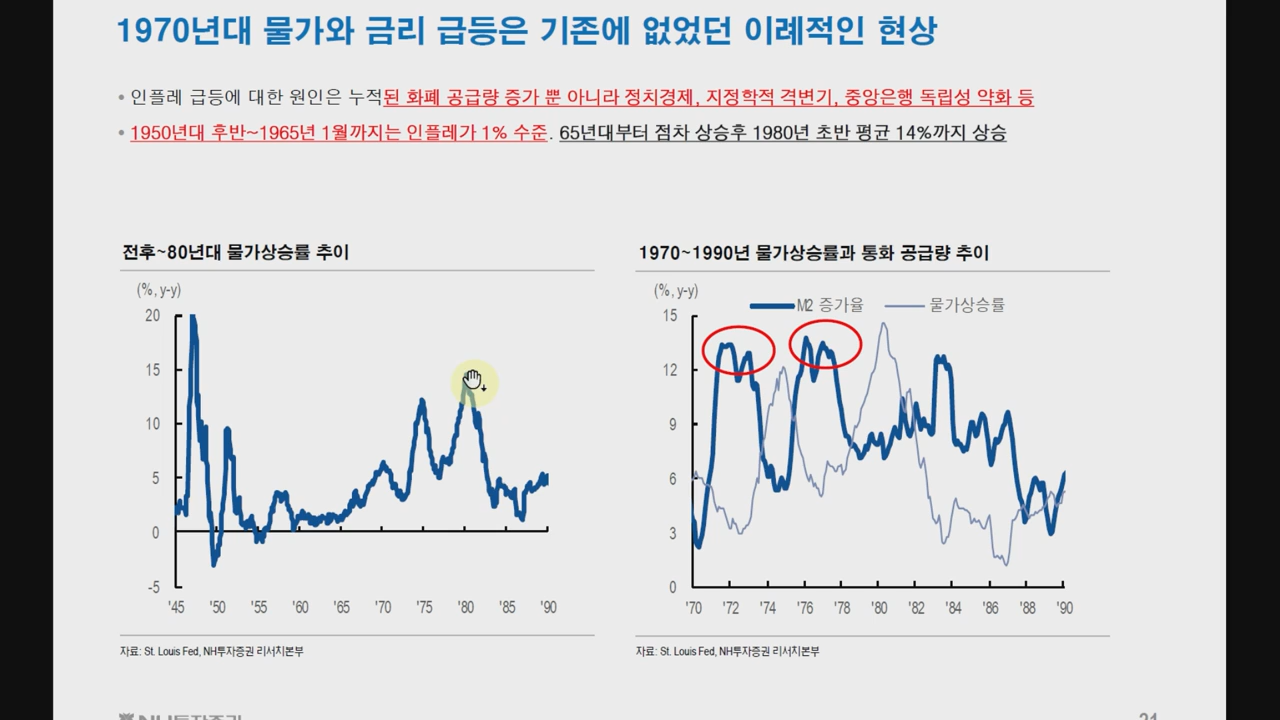 1970년대 물가와 금리 급등은 기존에 없었던 이례적인 현상
• 인플레 급등에 대한 원인은 누적된 화폐 공급량 증가 뿐 아니라 정치경제, 지정학적 격변기, 중앙은행 독립성 약화 등
• 1950년대 후반~1965년 1월까지는 인플레가 1% 수준. 65년대부터 점차 상승후 1980년 초반 평균 14%까지 상승
전후~80년대 물가상승률 추이
(%, y-y)
20
15
10
5
0
-5
'45 '50 '55 '60 '65 '70 '75 '80 '85 '90
자료: St. Louis Fed, NH투자증권 리서치본부
1970~1990년 물가상승률과 통화 공급량 추이
(%, y-y)
M2 증가율 물가상승률
15
12
9
6
3
0
'70 '72 '74 '76 '78 '80 '82 '84 '86 '88 '90
자료: St. Louis Fed, NH투자증권 리서치본부
NH투자증권